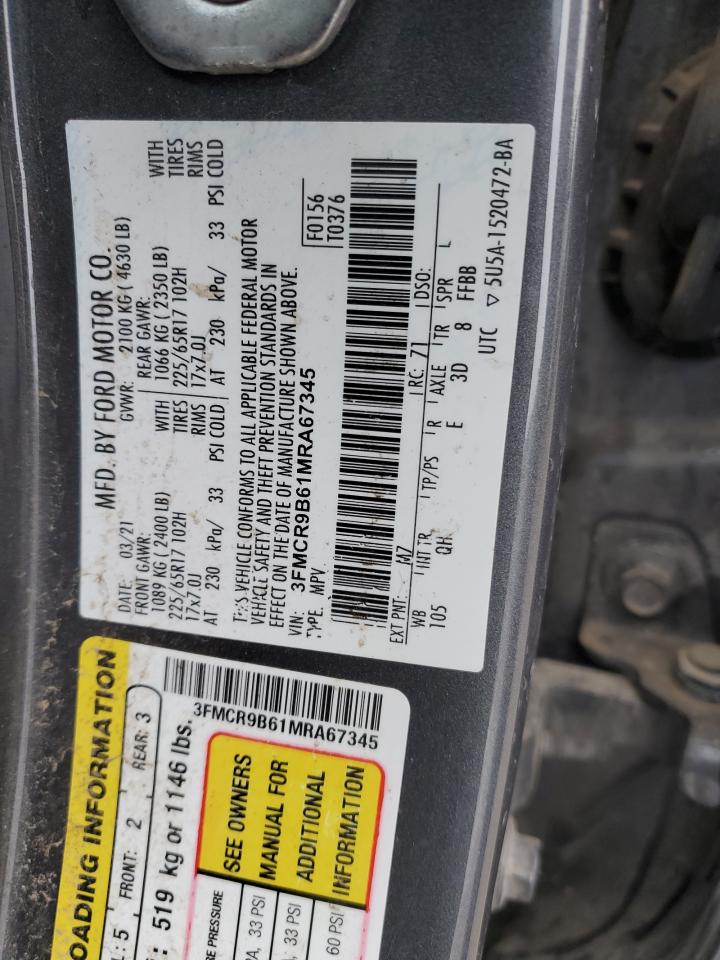 MFD. BY FORD MOTOR CO.
DATE: 03/21 GVWR: 2100 KG ( 4630 LB)
FRONT GAWR: REAR GAWR:
1089 KG ( 2400 LB) WITH 1066 KG ( 2350 LB) WITH
225/65R17 102H TIRES 225/65R17 102H TIRES
17x7.0J RIMS 17x7.0J RIMS
AT 230 kPa/ 33 PSI COLD AT 230 kPa/ 33 PSI COLD
THIS VEHICLE CONFORMS TO ALL APPLICABLE FEDERAL MOTOR
VEHICLE SAFETY AND THEFT PREVENTION STANDARDS IN
EFFECT ON THE DATE OF MANUFACTURE SHOWN ABOVE.
VIN: 3FMCR9B61MRA67345
TYPE: MPV
F0156
T0376
EXT PNT: MZ RC: 71 DSO:
WB INT TR TP/PS R AXLE TR SPR L
105 QH E 3D 8 FFBB
UTC ▽ 5U5A-1520472-BA
OADING INFORMATION
: 5 FRONT: 2 REAR: 3
: 519 kg or 1146 lbs.
3FMCR9B61MRA67345
RE PRESSURE
A, 33 PSI
A, 33 PSI
60 PSI
SEE OWNERS
MANUAL FOR
ADDITIONAL
INFORMATION